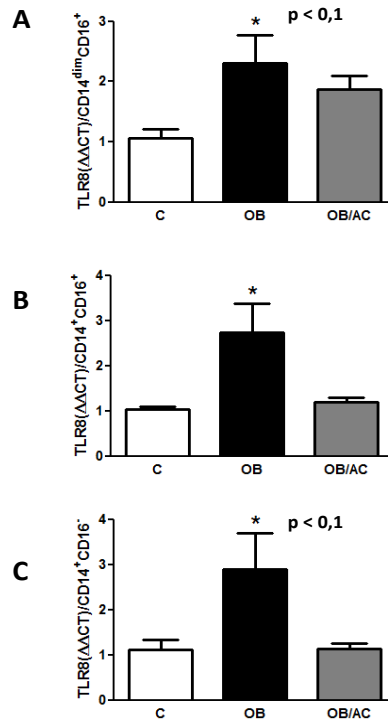 A
p < 0,1
TLR8(ΔΔCT)/CD14dimCD16+
3
*
2
1
0
C OB OB/AC
B
TLR8(ΔΔCT)/CD14+CD16+
4
*
3
2
1
0
C OB OB/AC
C
p < 0,1
TLR8(ΔΔCT)/CD14+CD16-
4
*
3
2
1
0
C OB OB/AC